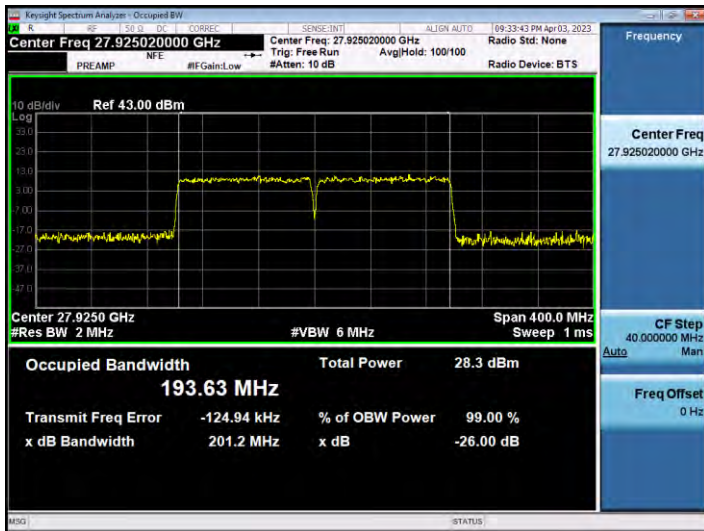 Keysight Spectrum Analyzer - Occupied BW
R RF 50 Ω DC CORREC SENSE:INT ALIGN AUTO 09:33:43 PM Apr 03, 2023
Center Freq 27.925020000 GHz
NFE
PREAMP #IFGain:Low
Center Freq: 27.925020000 GHz
Trig: Free Run Avg|Hold: 100/100
#Atten: 10 dB
Radio Std: None
Radio Device: BTS
Frequency
10 dB/div Ref 43.00 dBm
Log
33.0
23.0
13.0
3.00
-7.00
-17.0
-27.0
-37.0
-47.0
Center 27.9250 GHz Span 400.0 MHz
#Res BW 2 MHz #VBW 6 MHz Sweep 1 ms
Occupied Bandwidth Total Power 28.3 dBm
193.63 MHz
Transmit Freq Error -124.94 kHz % of OBW Power 99.00 %
x dB Bandwidth 201.2 MHz x dB -26.00 dB
Center Freq
27.925020000 GHz
CF Step
40.000000 MHz
Auto Man
Freq Offset
0 Hz
MSG STATUS